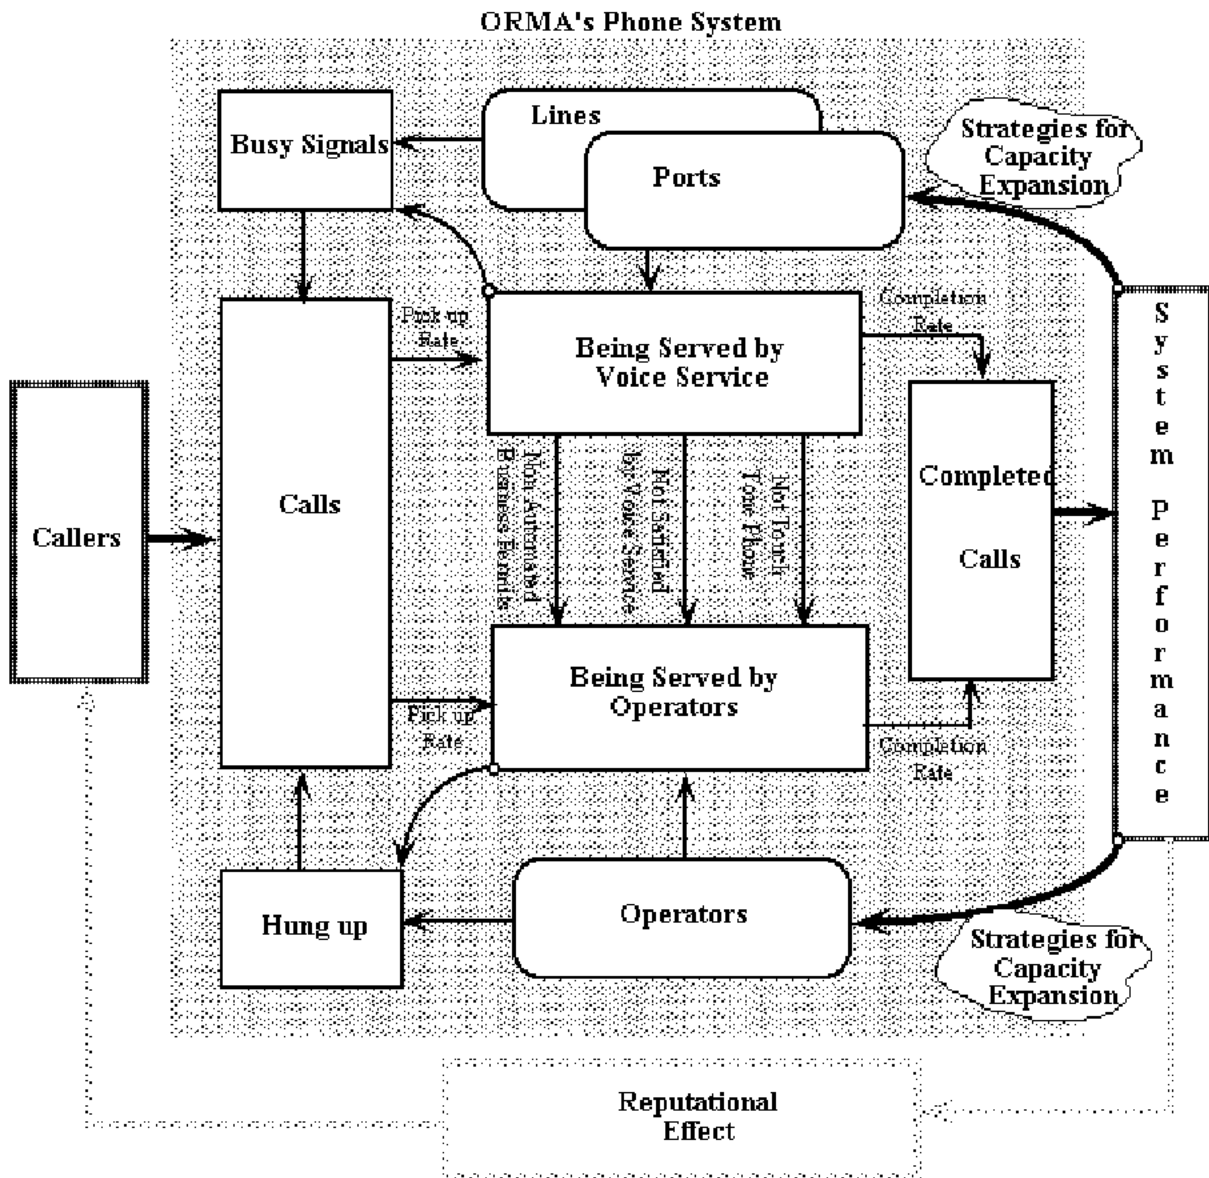 ORMA's Phone System
Lines
Busy Signals
Ports
Strategies for
Capacity
Expansion
Pick up
Rate
Being Served by
Voice Service
Completion
Rate
System Performance
Callers
Calls
Non Automated
Business Permits
Not Satisfied
by Voice Service
Not Touch
Tone Phone
Completed
Calls
Being Served by
Operators
Pick up
Rate
Completion
Rate
Hung up
Operators
Strategies for
Capacity
Expansion
Reputational
Effect